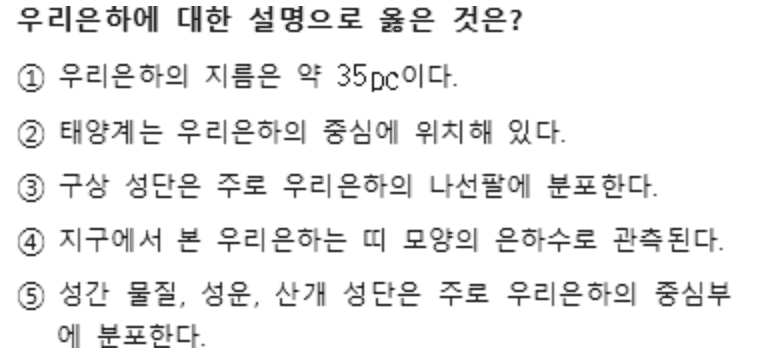 우리은하에 대한 설명으로 옳은 것은?
① 우리은하의 지름은 약 35pc이다.
② 태양계는 우리은하의 중심에 위치해 있다.
③ 구상 성단은 주로 우리은하의 나선팔에 분포한다.
④ 지구에서 본 우리은하는 띠 모양의 은하수로 관측된다.
⑤ 성간 물질, 성운, 산개 성단은 주로 우리은하의 중심부
에 분포한다.